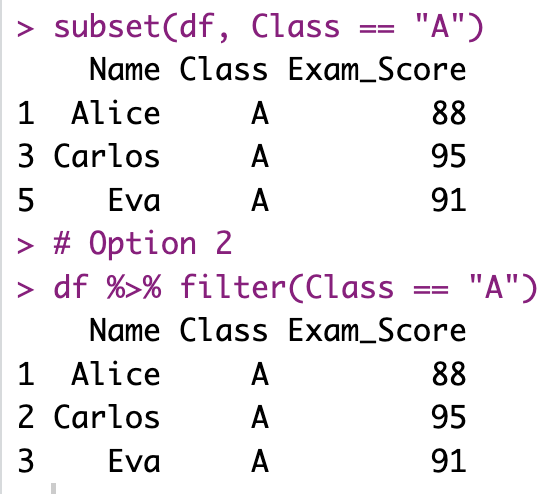 > subset(df, Class == "A")
    Name Class Exam_Score
1  Alice     A         88
3 Carlos     A         95
5    Eva     A         91
> # Option 2
> df %>% filter(Class == "A")
    Name Class Exam_Score
1  Alice     A         88
2 Carlos     A         95
3    Eva     A         91